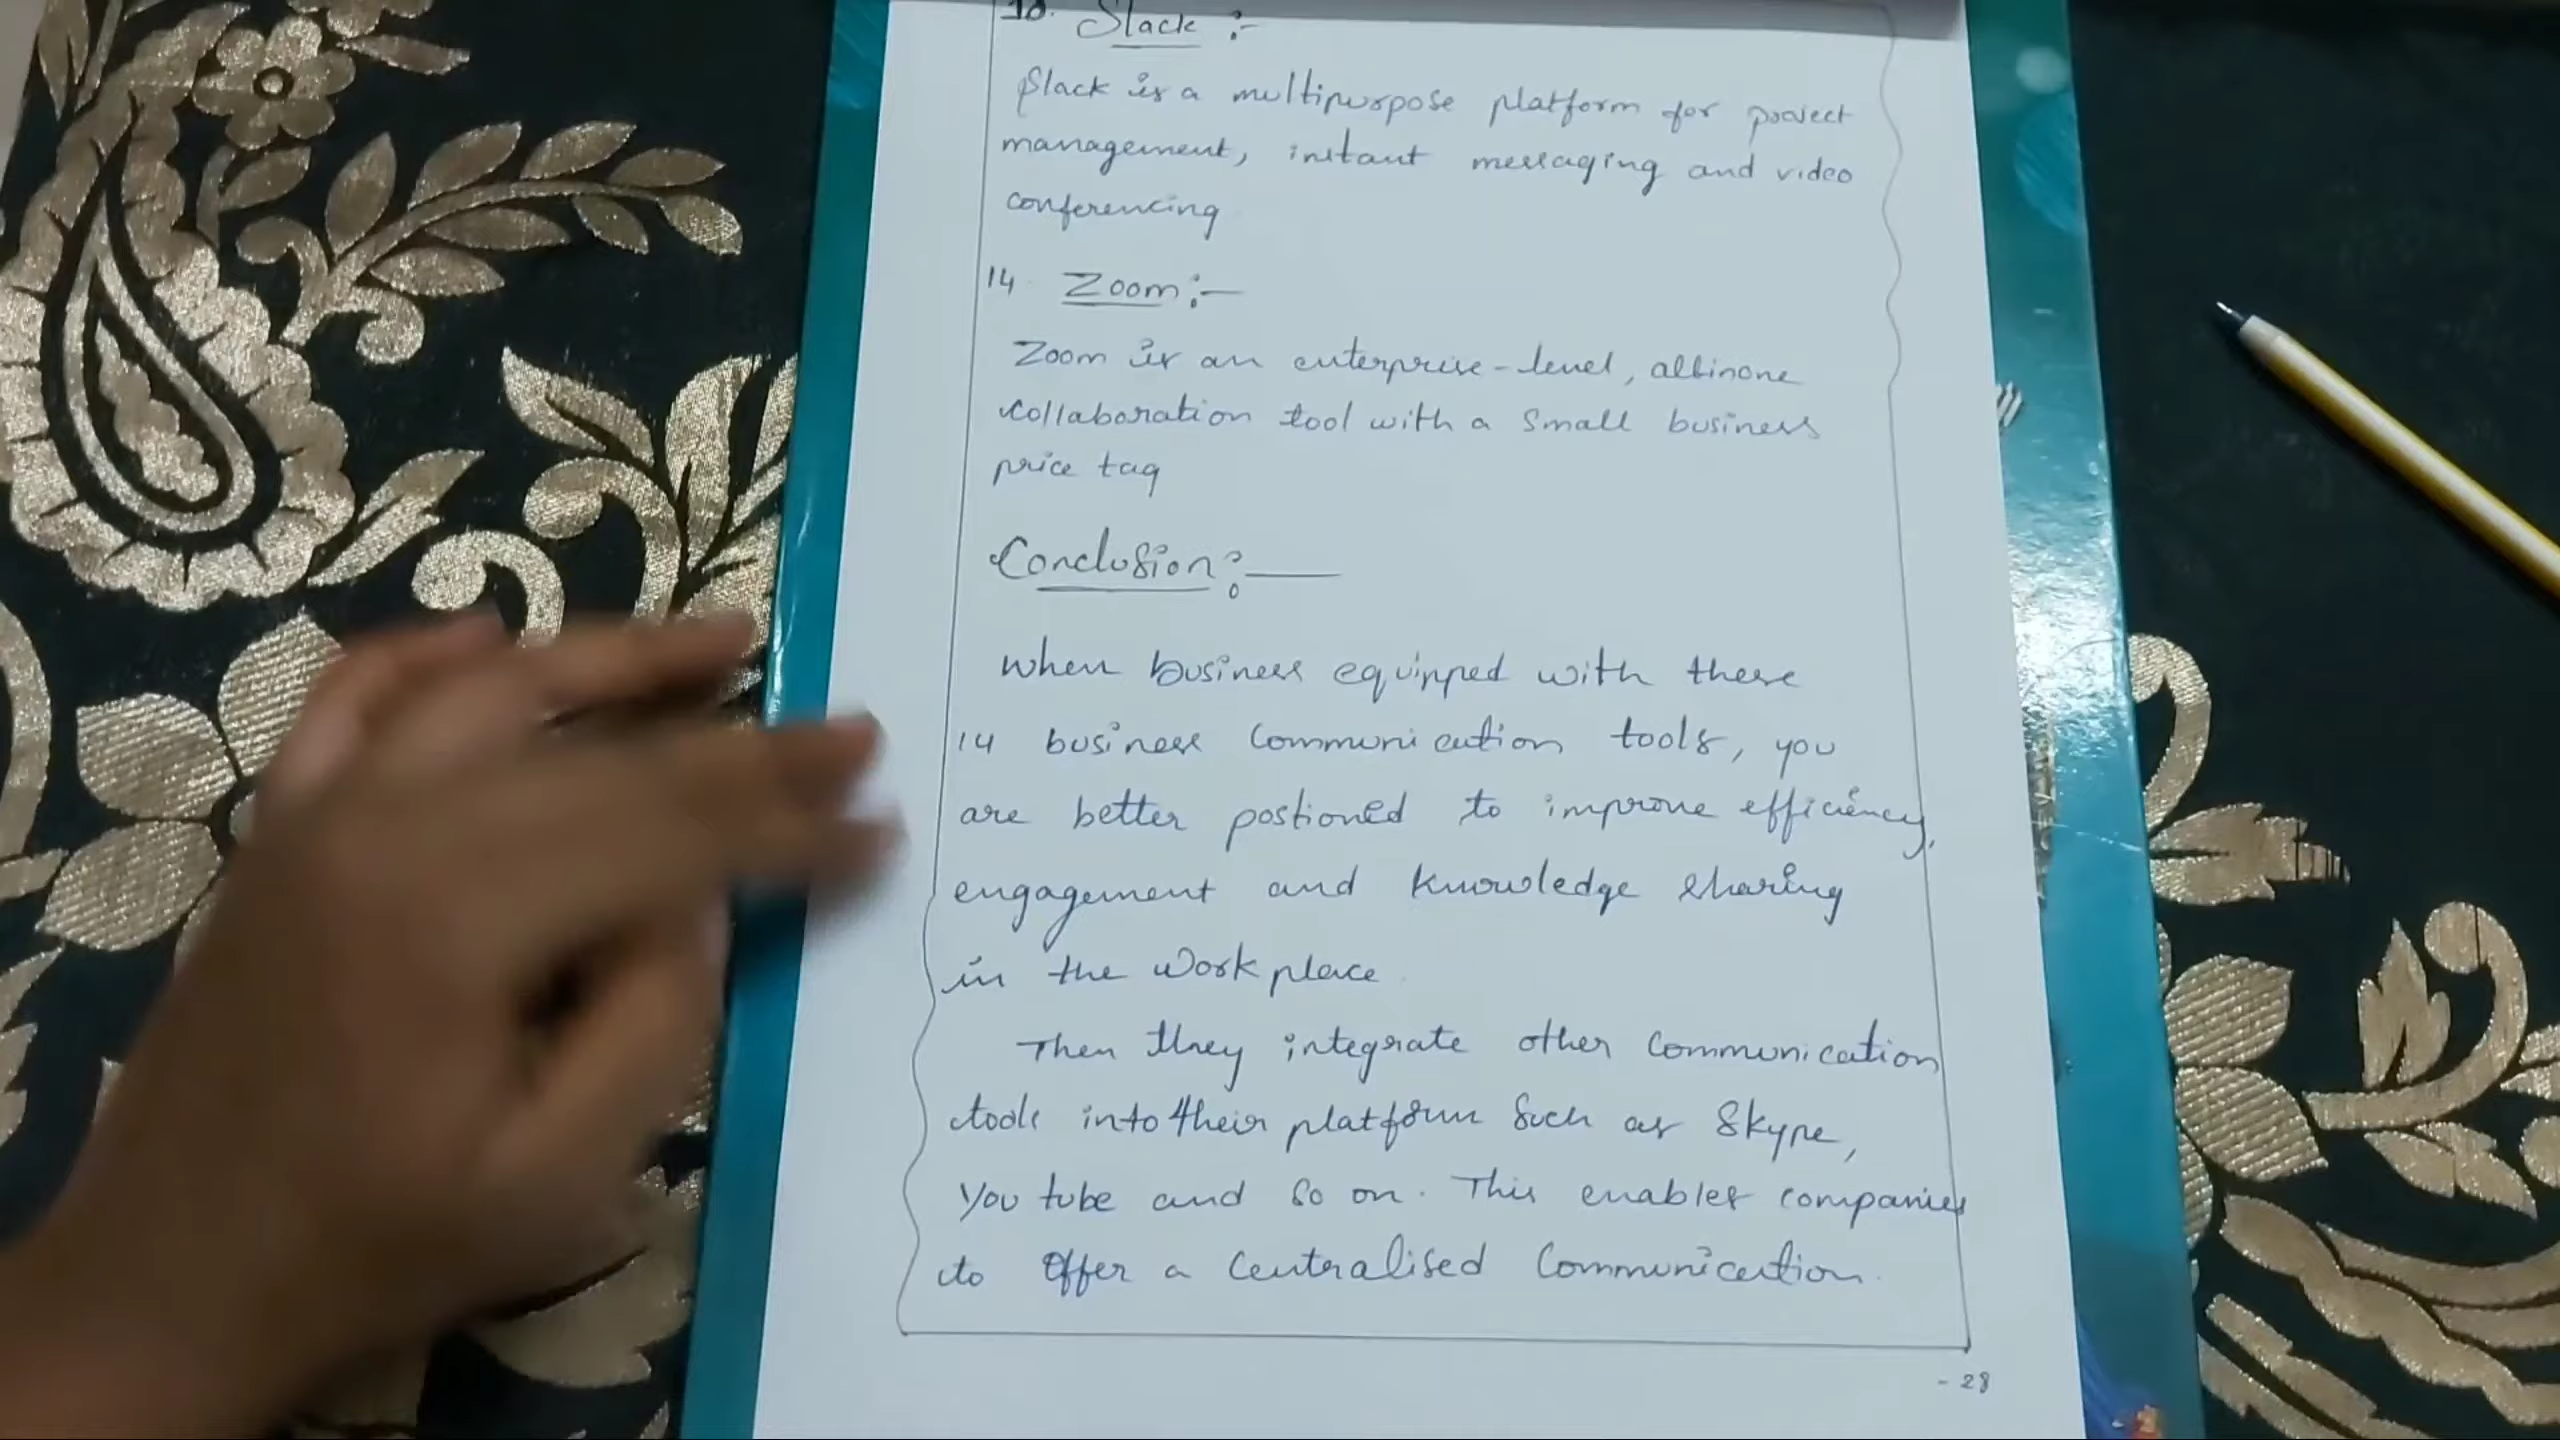 Slack :-
Slack is a multipurpose platform for project
management, instant messaging and video
conferencing
14. Zoom :-
Zoom is an enterprise-level, allinone
collaboration tool with a small business
price tag
Conclusion :-
When business equipped with these
14 business communication tools, you
are better postioned to improve efficiency,
engagement and knowledge sharing
in the work place.
Then they integrate other communication
tools into their platform such as Skype,
You tube and so on. This enables companies
to offer a centralised communication.
- 28